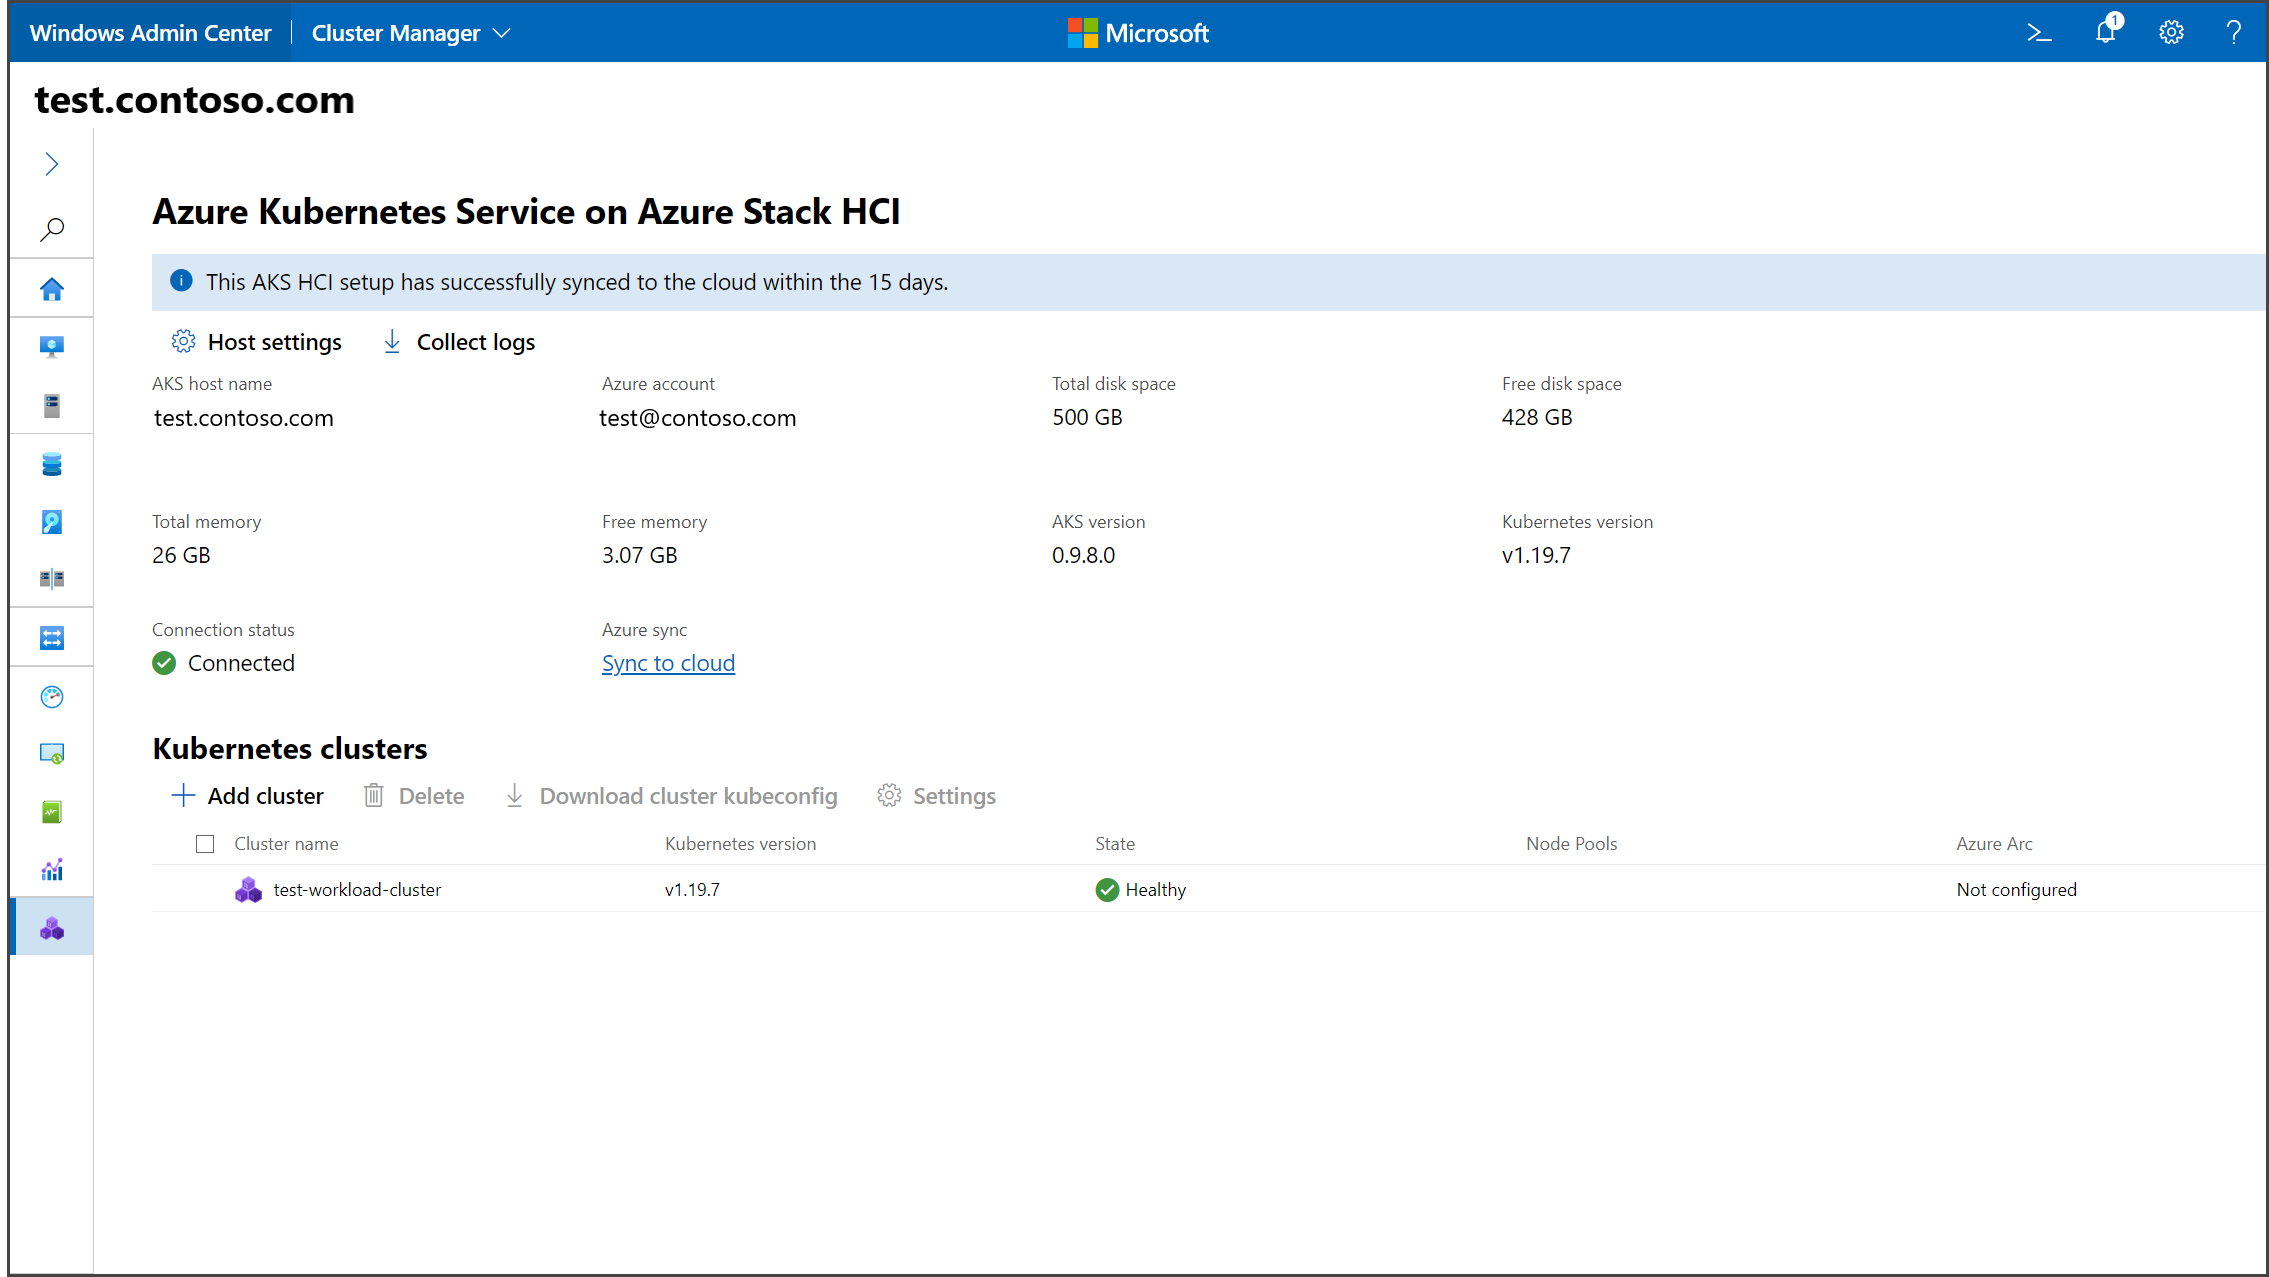 Windows Admin Center Cluster Manager Microsoft 1 ?
test.contoso.com
Azure Kubernetes Service on Azure Stack HCI
This AKS HCI setup has successfully synced to the cloud within the 15 days.
Host settings Collect logs
AKS host name Azure account Total disk space Free disk space
test.contoso.com test@contoso.com 500 GB 428 GB
Total memory Free memory AKS version Kubernetes version
26 GB 3.07 GB 0.9.8.0 v1.19.7
Connection status Azure sync
Connected Sync to cloud
Kubernetes clusters
Add cluster Delete Download cluster kubeconfig Settings
Cluster name Kubernetes version State Node Pools Azure Arc
test-workload-cluster v1.19.7 Healthy Not configured